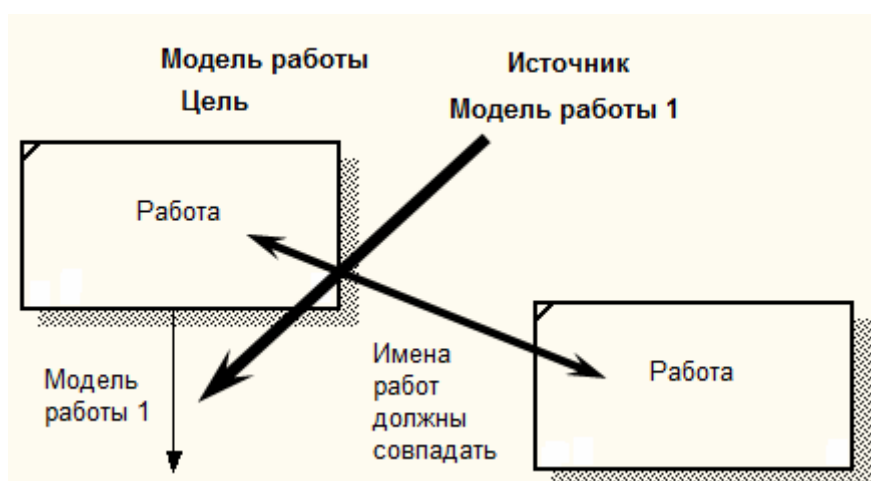 Модель работы
Цель
Источник
Модель работы 1
Работа
Модель
работы 1
Имена
работ
должны
совпадать
Работа